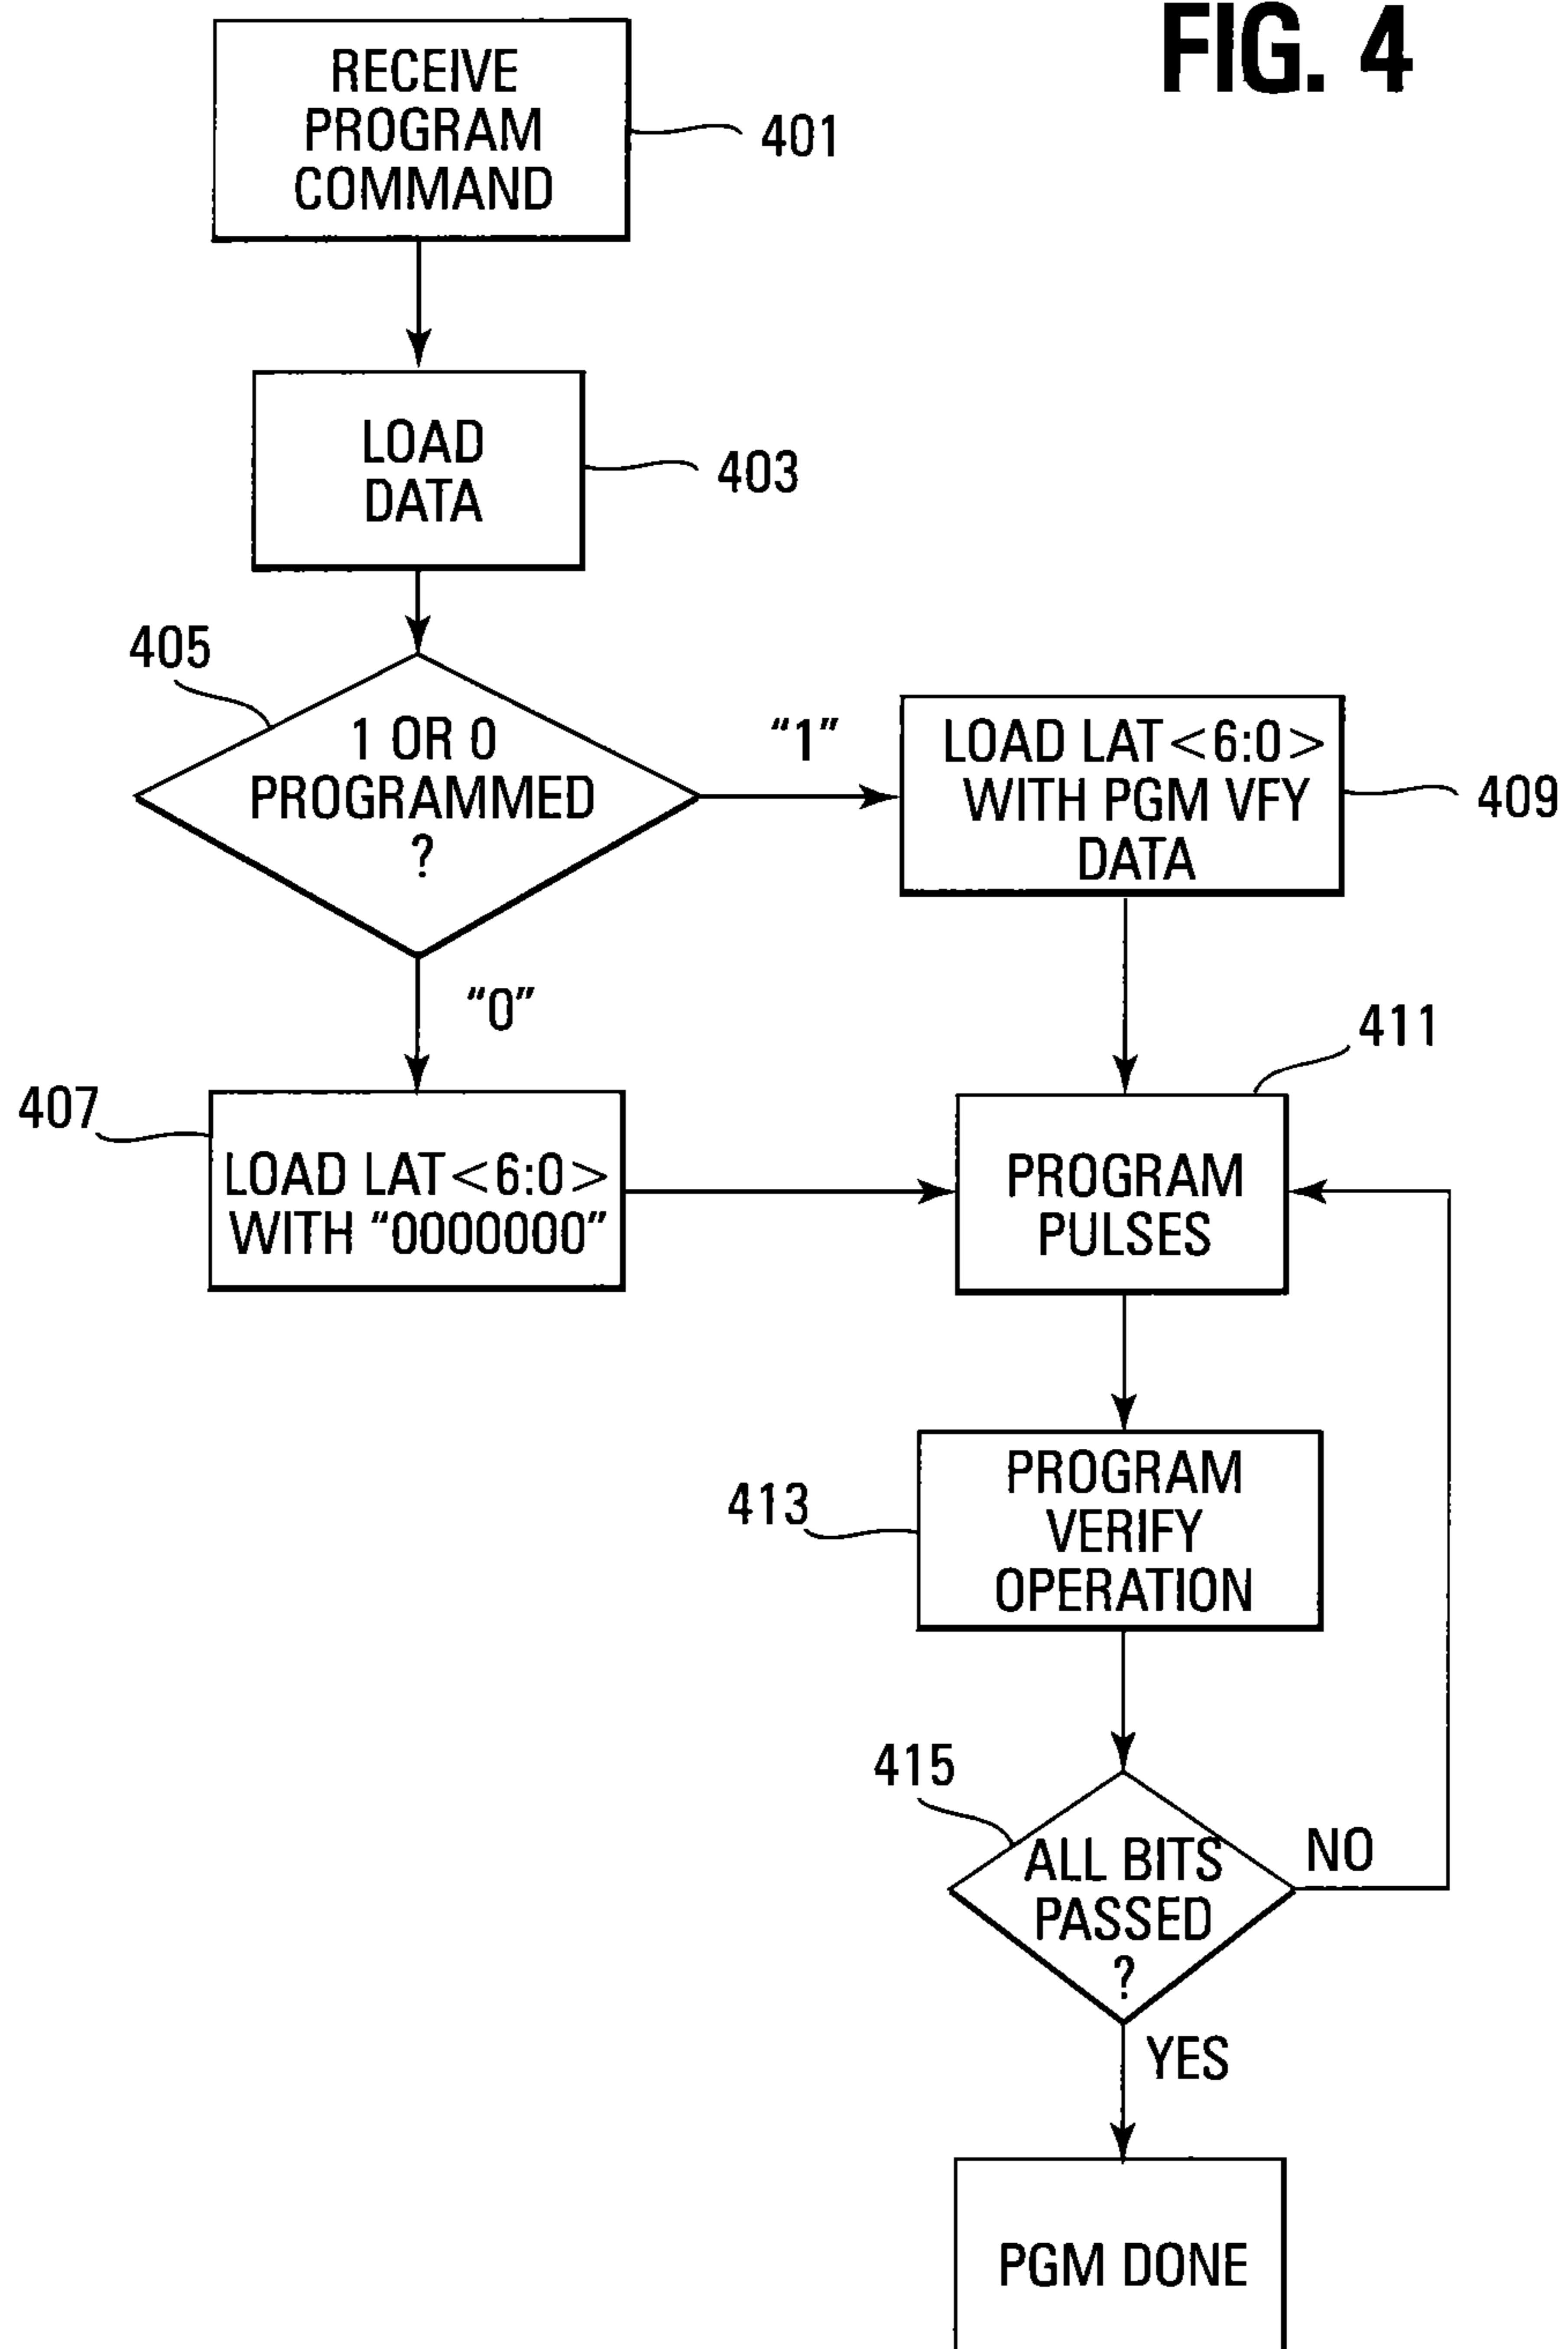 FIG. 4
RECEIVE
PROGRAM
COMMAND
401
LOAD
DATA
403
405
1 OR 0
PROGRAMMED
?
"1"
LOAD LAT<6:0>
WITH PGM VFY
DATA
409
"0"
407
LOAD LAT<6:0>
WITH "0000000"
411
PROGRAM
PULSES
413
PROGRAM
VERIFY
OPERATION
415
ALL BITS
PASSED
?
NO
YES
PGM DONE